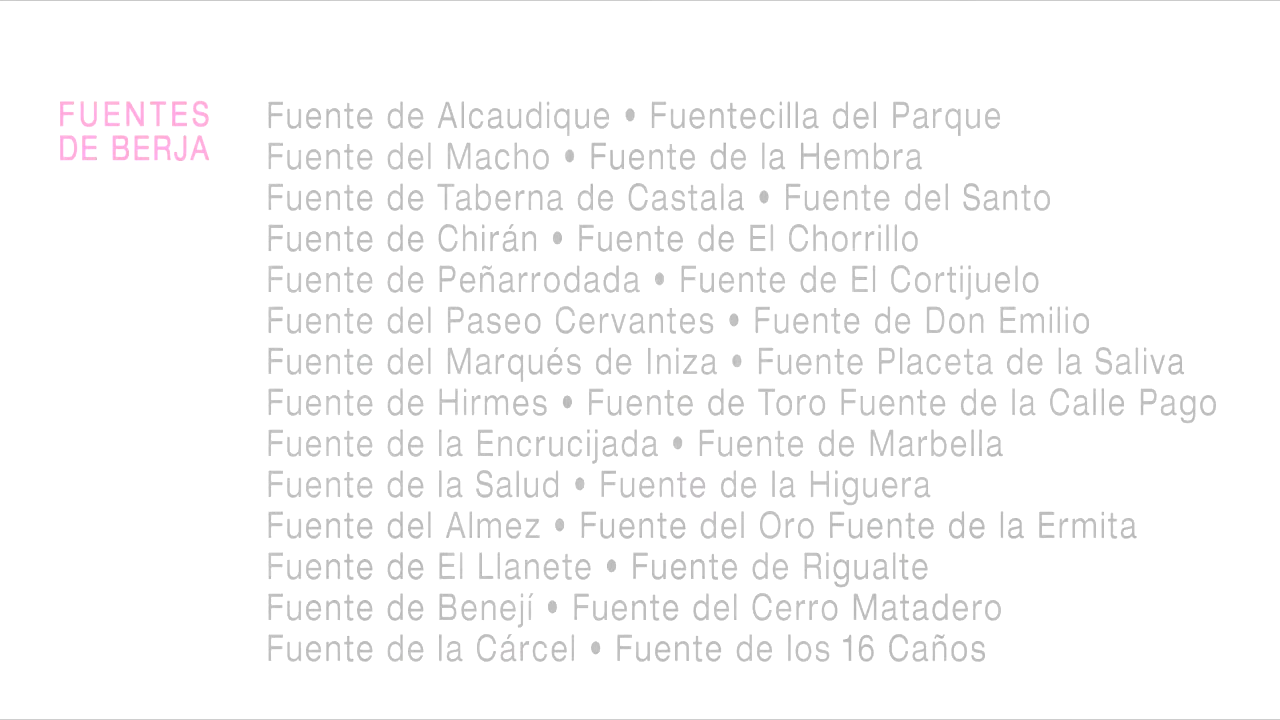 FUENTES
DE BERJA
Fuente de Alcaudique • Fuentecilla del Parque
Fuente del Macho • Fuente de la Hembra
Fuente de Taberna de Castala • Fuente del Santo
Fuente de Chirán • Fuente de El Chorrillo
Fuente de Peñarrodada • Fuente de El Cortijuelo
Fuente del Paseo Cervantes • Fuente de Don Emilio
Fuente del Marqués de Iniza • Fuente Placeta de la Saliva
Fuente de Hirmes • Fuente de Toro Fuente de la Calle Pago
Fuente de la Encrucijada • Fuente de Marbella
Fuente de la Salud • Fuente de la Higuera
Fuente del Almez • Fuente del Oro Fuente de la Ermita
Fuente de El Llanete • Fuente de Rigualte
Fuente de Benejí • Fuente del Cerro Matadero
Fuente de la Cárcel • Fuente de los 16 Caños